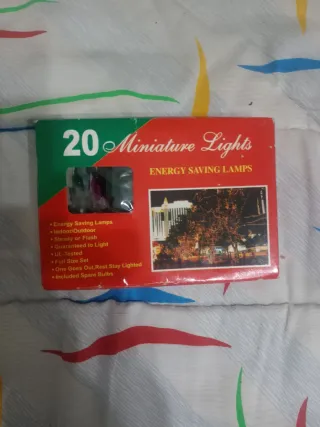 20 Miniature Lights
ENERGY SAVING LAMPS
• Energy Saving Lamps
• Indoor/Outdoor
• Steady or Flash
• Guaranteed to Light
• UL Tested
• Full Size Set
• One Goes Out,Rest Stay Lighted
• Included Spare Bulbs